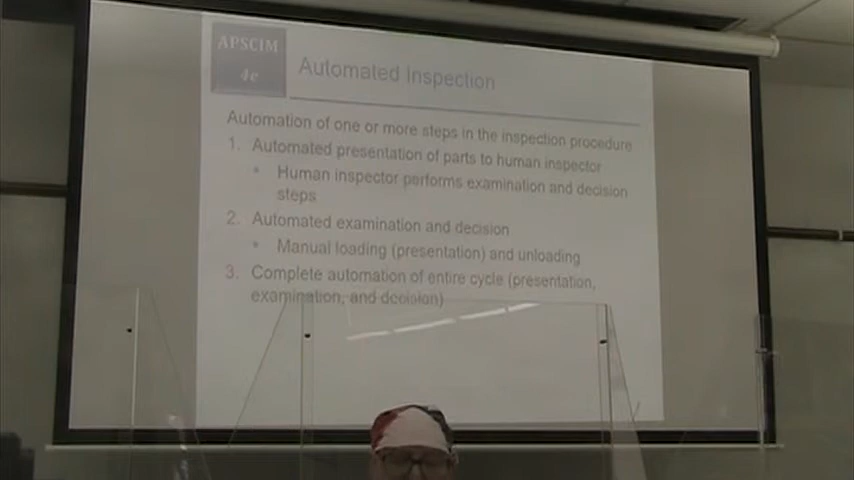 APSCIM
4e
Automated Inspection
Automation of one or more steps in the inspection procedure
1. Automated presentation of parts to human inspector
• Human inspector performs examination and decision
steps
2. Automated examination and decision
• Manual loading (presentation) and unloading
3. Complete automation of entire cycle (presentation,
examination, and decision)